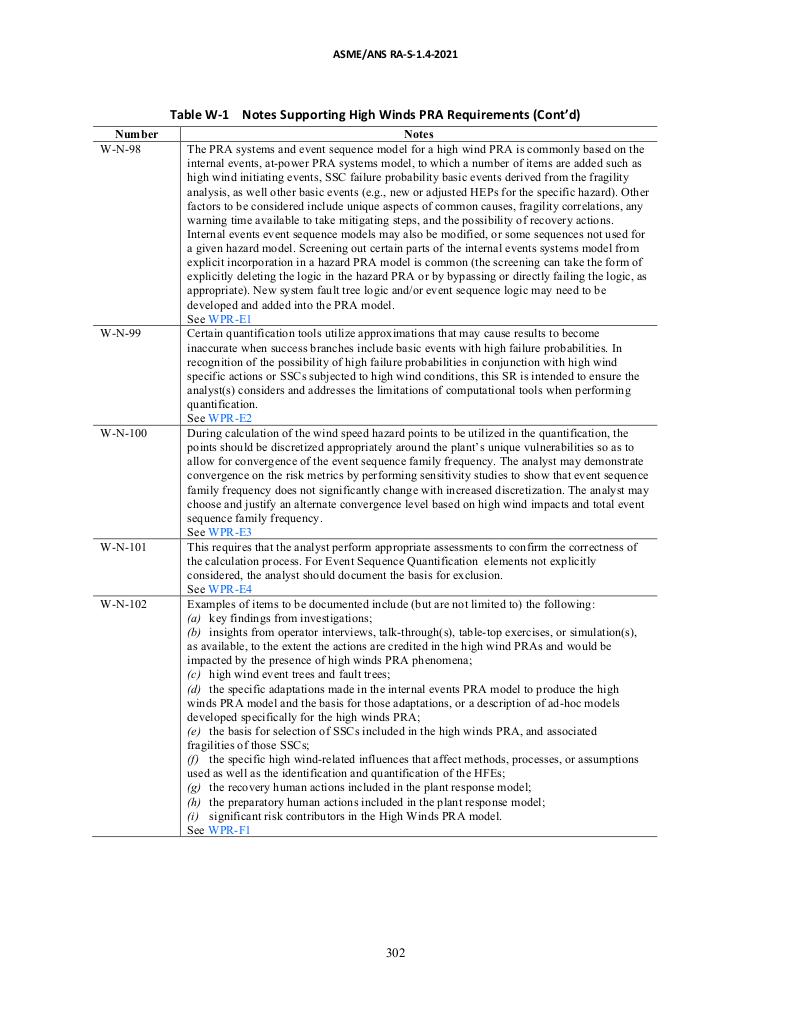 ASME/ANS RA-S-1.4-2021
Table W-1 Notes Supporting High Winds PRA Requirements (Cont'd)
Number Notes
W-N-98 The PRA systems and event sequence model for a high wind PRA is commonly based on the
internal events, at-power PRA systems model, to which a number of items are added such as
high wind initiating events, SSC failure probability basic events derived from the fragility
analysis, as well other basic events (e.g., new or adjusted HEPs for the specific hazard). Other
factors to be considered include unique aspects of common causes, fragility correlations, any
warning time available to take mitigating steps, and the possibility of recovery actions.
Internal events event sequence models may also be modified, or some sequences not used for
a given hazard model. Screening out certain parts of the internal events systems model from
explicit incorporation in a hazard PRA model is common (the screening can take the form of
explicitly deleting the logic in the hazard PRA or by bypassing or directly failing the logic, as
appropriate). New system fault tree logic and/or event sequence logic may need to be
developed and added into the PRA model.
See WPR-E1
W-N-99 Certain quantification tools utilize approximations that may cause results to become
inaccurate when success branches include basic events with high failure probabilities. In
recognition of the possibility of high failure probabilities in conjunction with high wind
specific actions or SSCs subjected to high wind conditions, this SR is intended to ensure the
analyst(s) considers and addresses the limitations of computational tools when performing
quantification.
See WPR-E2
W-N-100 During calculation of the wind speed hazard points to be utilized in the quantification, the
points should be discretized appropriately around the plant's unique vulnerabilities so as to
allow for convergence of the event sequence family frequency. The analyst may demonstrate
convergence on the risk metrics by performing sensitivity studies to show that event sequence
family frequency does not significantly change with increased discretization. The analyst may
choose and justify an alternate convergence level based on high wind impacts and total event
sequence family frequency.
See WPR-E3
W-N-101 This requires that the analyst perform appropriate assessments to confirm the correctness of
the calculation process. For Event Sequence Quantification elements not explicitly
considered, the analyst should document the basis for exclusion.
See WPR-E4
W-N-102 Examples of items to be documented include (but are not limited to) the following:
(a) key findings from investigations;
(b) insights from operator interviews, talk-through(s), table-top exercises, or simulation(s),
as available, to the extent the actions are credited in the high wind PRAs and would be
impacted by the presence of high winds PRA phenomena;
(c) high wind event trees and fault trees;
(d) the specific adaptations made in the internal events PRA model to produce the high
winds PRA model and the basis for those adaptations, or a description of ad-hoc models
developed specifically for the high winds PRA;
(e) the basis for selection of SSCs included in the high winds PRA, and associated
fragilities of those SSCs;
(f) the specific high wind-related influences that affect methods, processes, or assumptions
used as well as the identification and quantification of the HFEs;
(g) the recovery human actions included in the plant response model;
(h) the preparatory human actions included in the plant response model;
(i) significant risk contributors in the High Winds PRA model.
See WPR-F1
302